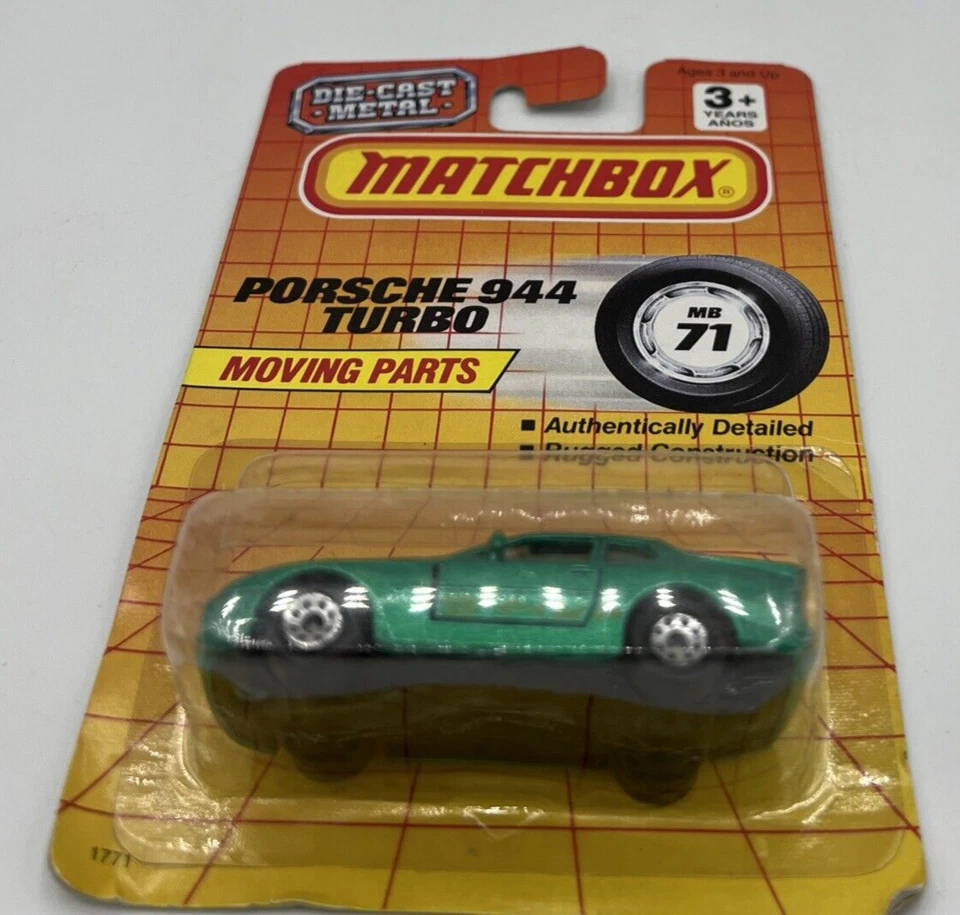 DIE-CAST
• METAL •
Ages 3 and Up
3+
YEARS
AÑOS
MATCHBOX®
PORSCHE 944
TURBO
MB
71
MOVING PARTS
■ Authentically Detailed
■ Rugged Construction
1771